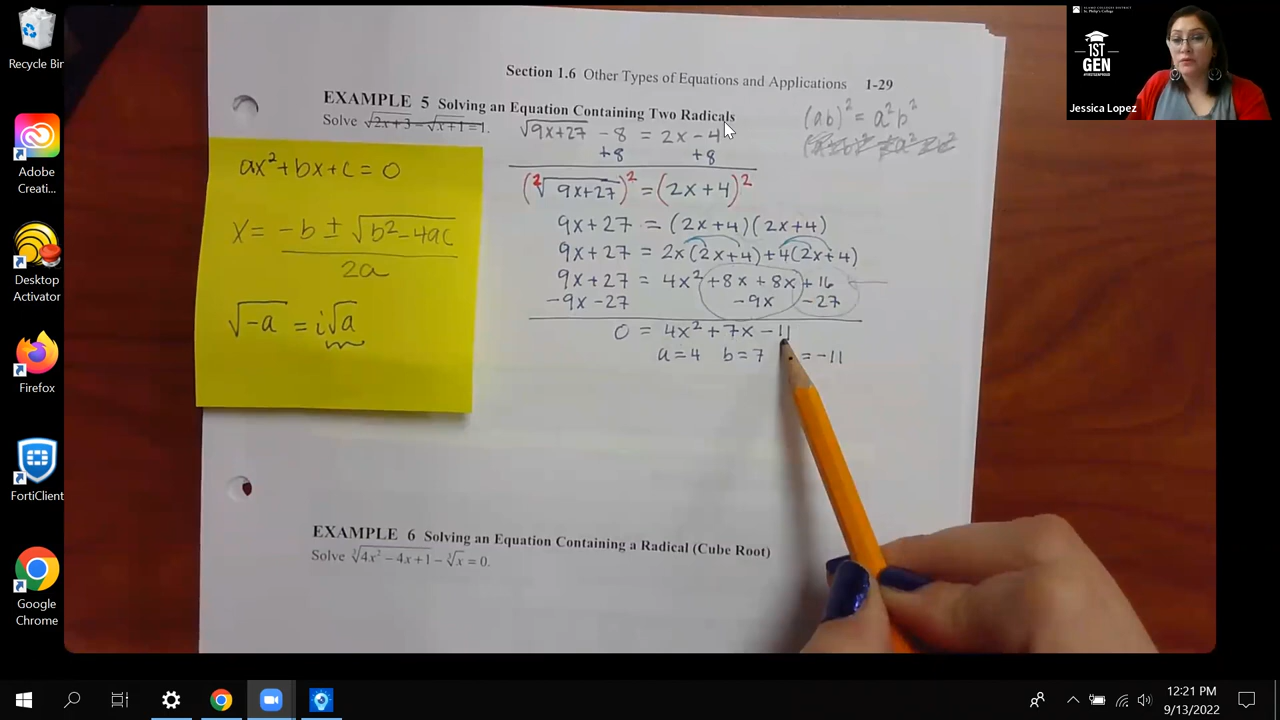 Recycle Bin
Adobe
Creati...
Desktop
Activator
Firefox
FortiClient
Google
Chrome
Section 1.6 Other Types of Equations and Applications 1-29
EXAMPLE 5 Solving an Equation Containing Two Radicals
Solve √2x+3 − √x+1 = 1.
√9x+27 − 8 = 2x − 4
+8 +8
(²√9x+27)² = (2x+4)²
9x+27 = (2x+4)(2x+4)
9x+27 = 2x(2x+4)+4(2x+4)
9x+27 = 4x² +8x +8x +16
−9x −27 −9x −27
0 = 4x² + 7x − 11
a=4 b=7 = −11
(ab)² = a²b²
ax² + bx + c = 0
x = −b ± √b² − 4ac
2a
√−a = i√a
EXAMPLE 6 Solving an Equation Containing a Radical (Cube Root)
Solve ³√4x² − 4x + 1 − ³√x = 0.
1ST
GEN
Jessica Lopez
12:21 PM
9/13/2022